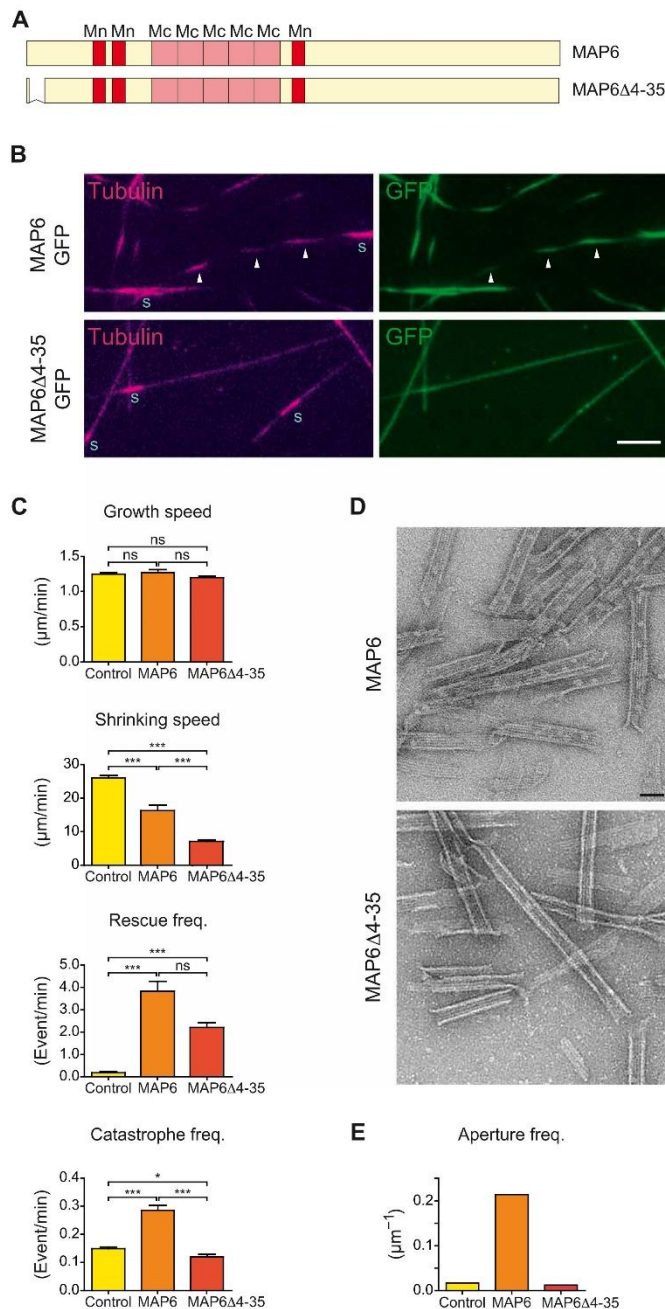 A
Mn Mn Mc Mc Mc Mc Mc Mn
MAP6
MAP6Δ4-35
B
MAP6
GFP
Tubulin
s
s
GFP
MAP6Δ4-35
GFP
Tubulin
s
s
s
GFP
C
Growth speed
ns
ns ns
(µm/min)
1.5
1.0
0.5
0.0
Control MAP6 MAP6Δ4-35
Shrinking speed
***
*** ***
(µm/min)
30
20
10
0
Control MAP6 MAP6Δ4-35
Rescue freq.
***
*** ns
(Event/min)
5.0
4.0
3.0
2.0
1.0
0.0
Control MAP6 MAP6Δ4-35
Catastrophe freq.
*
*** ***
(Event/min)
0.4
0.3
0.2
0.1
0.0
Control MAP6 MAP6Δ4-35
D
MAP6
MAP6Δ4-35
E
Aperture freq.
(µm⁻¹)
0.2
0.1
0.0
Control MAP6 MAP6Δ4-35